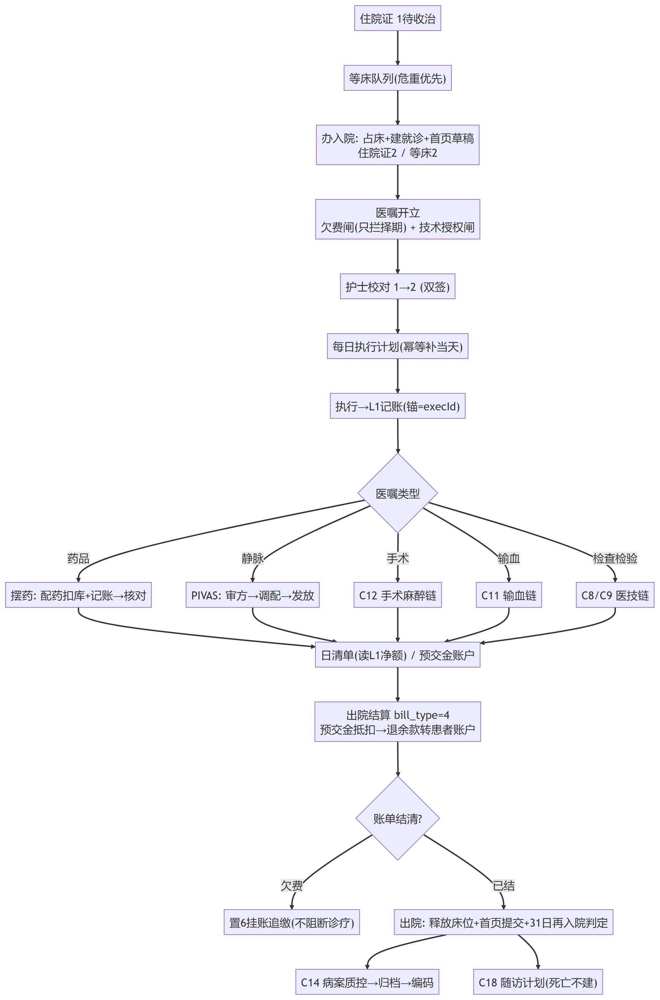 住院证 1待收治
等床队列(危重优先)
办入院: 占床+建就诊+首页草稿
住院证2 / 等床2
医嘱开立
欠费闸(只拦择期) + 技术授权闸
护士校对 1→2 (双签)
每日执行计划(幂等补当天)
执行→L1记账(锚=execId)
医嘱类型
药品
静脉
手术
输血
检查检验
摆药: 配药扣库+记账→核对
PIVAS: 审方→调配→发放
C12 手术麻醉链
C11 输血链
C8/C9 医技链
日清单(读L1净额) / 预交金账户
出院结算 bill_type=4
预交金抵扣→退余款转患者账户
账单结清?
欠费
已结
置6挂账追缴(不阻断诊疗)
出院: 释放床位+首页提交+31日再入院判定
C14 病案质控→归档→编码
C18 随访计划(死亡不建)